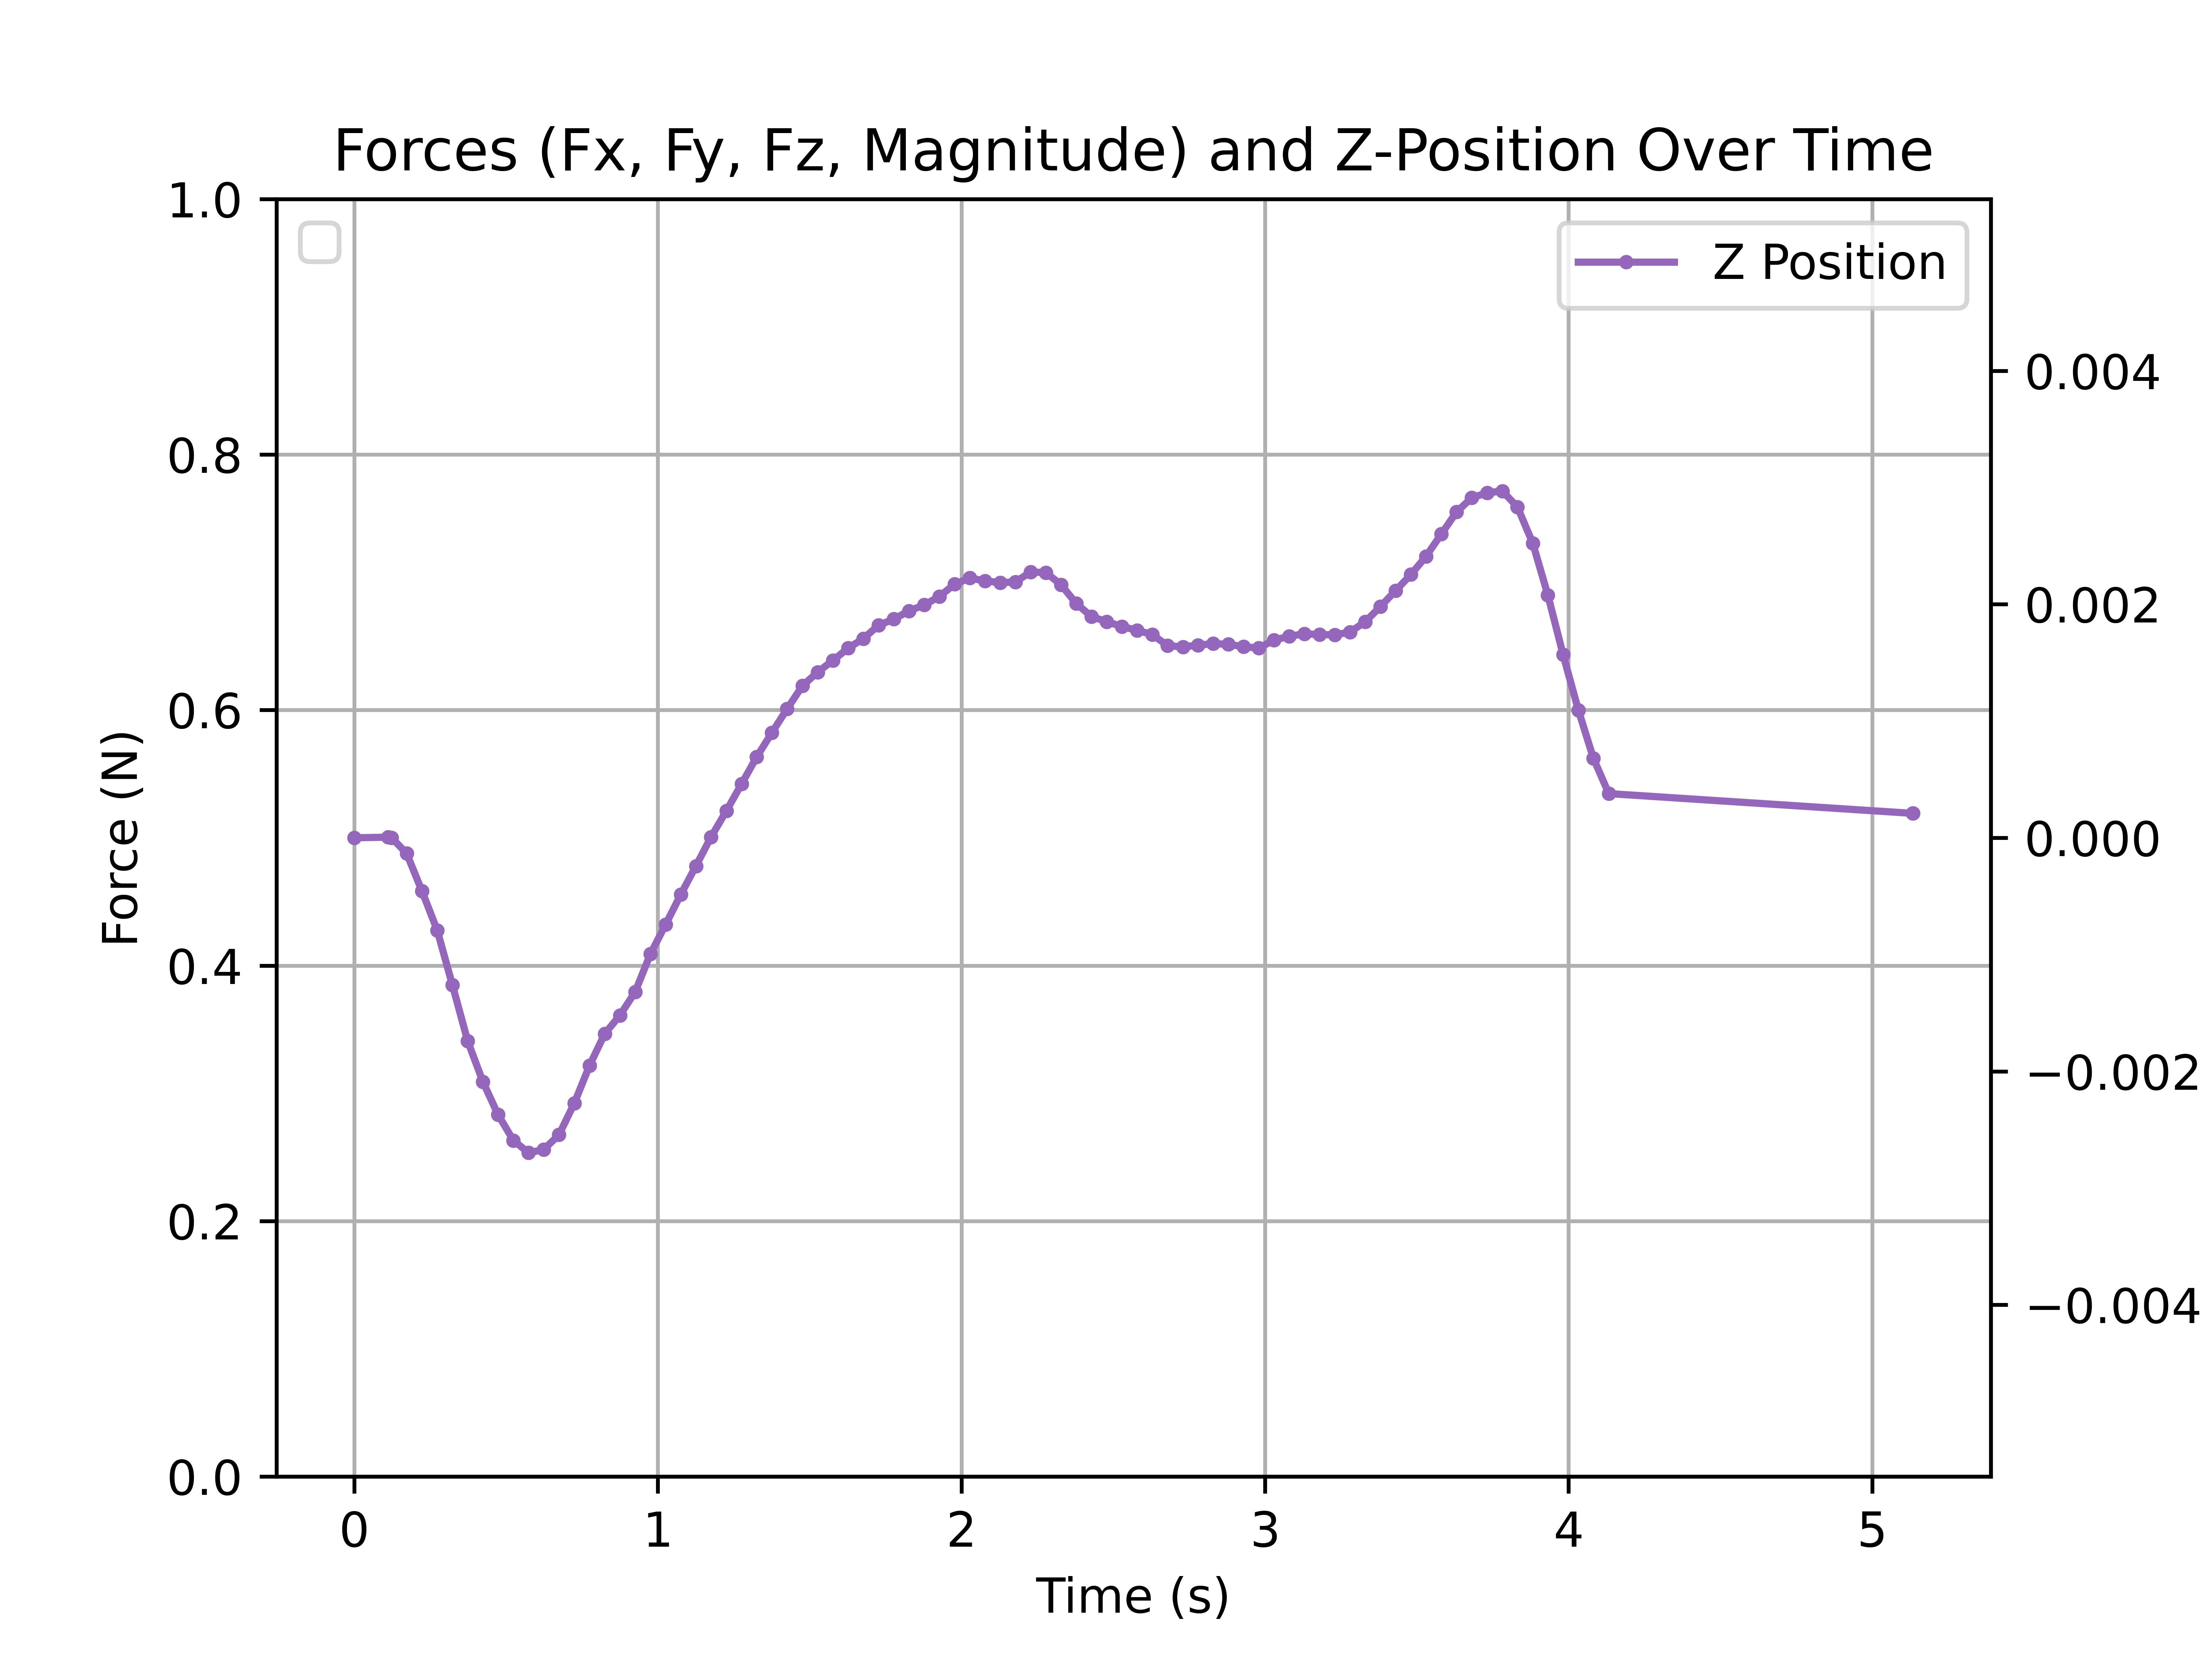 Forces (Fx, Fy, Fz, Magnitude) and Z-Position Over Time
1.0
0.8
0.6
0.4
0.2
0.0
Force (N)
Z Position
0.004
0.002
0.000
−0.002
−0.004
0 1 2 3 4 5
Time (s)